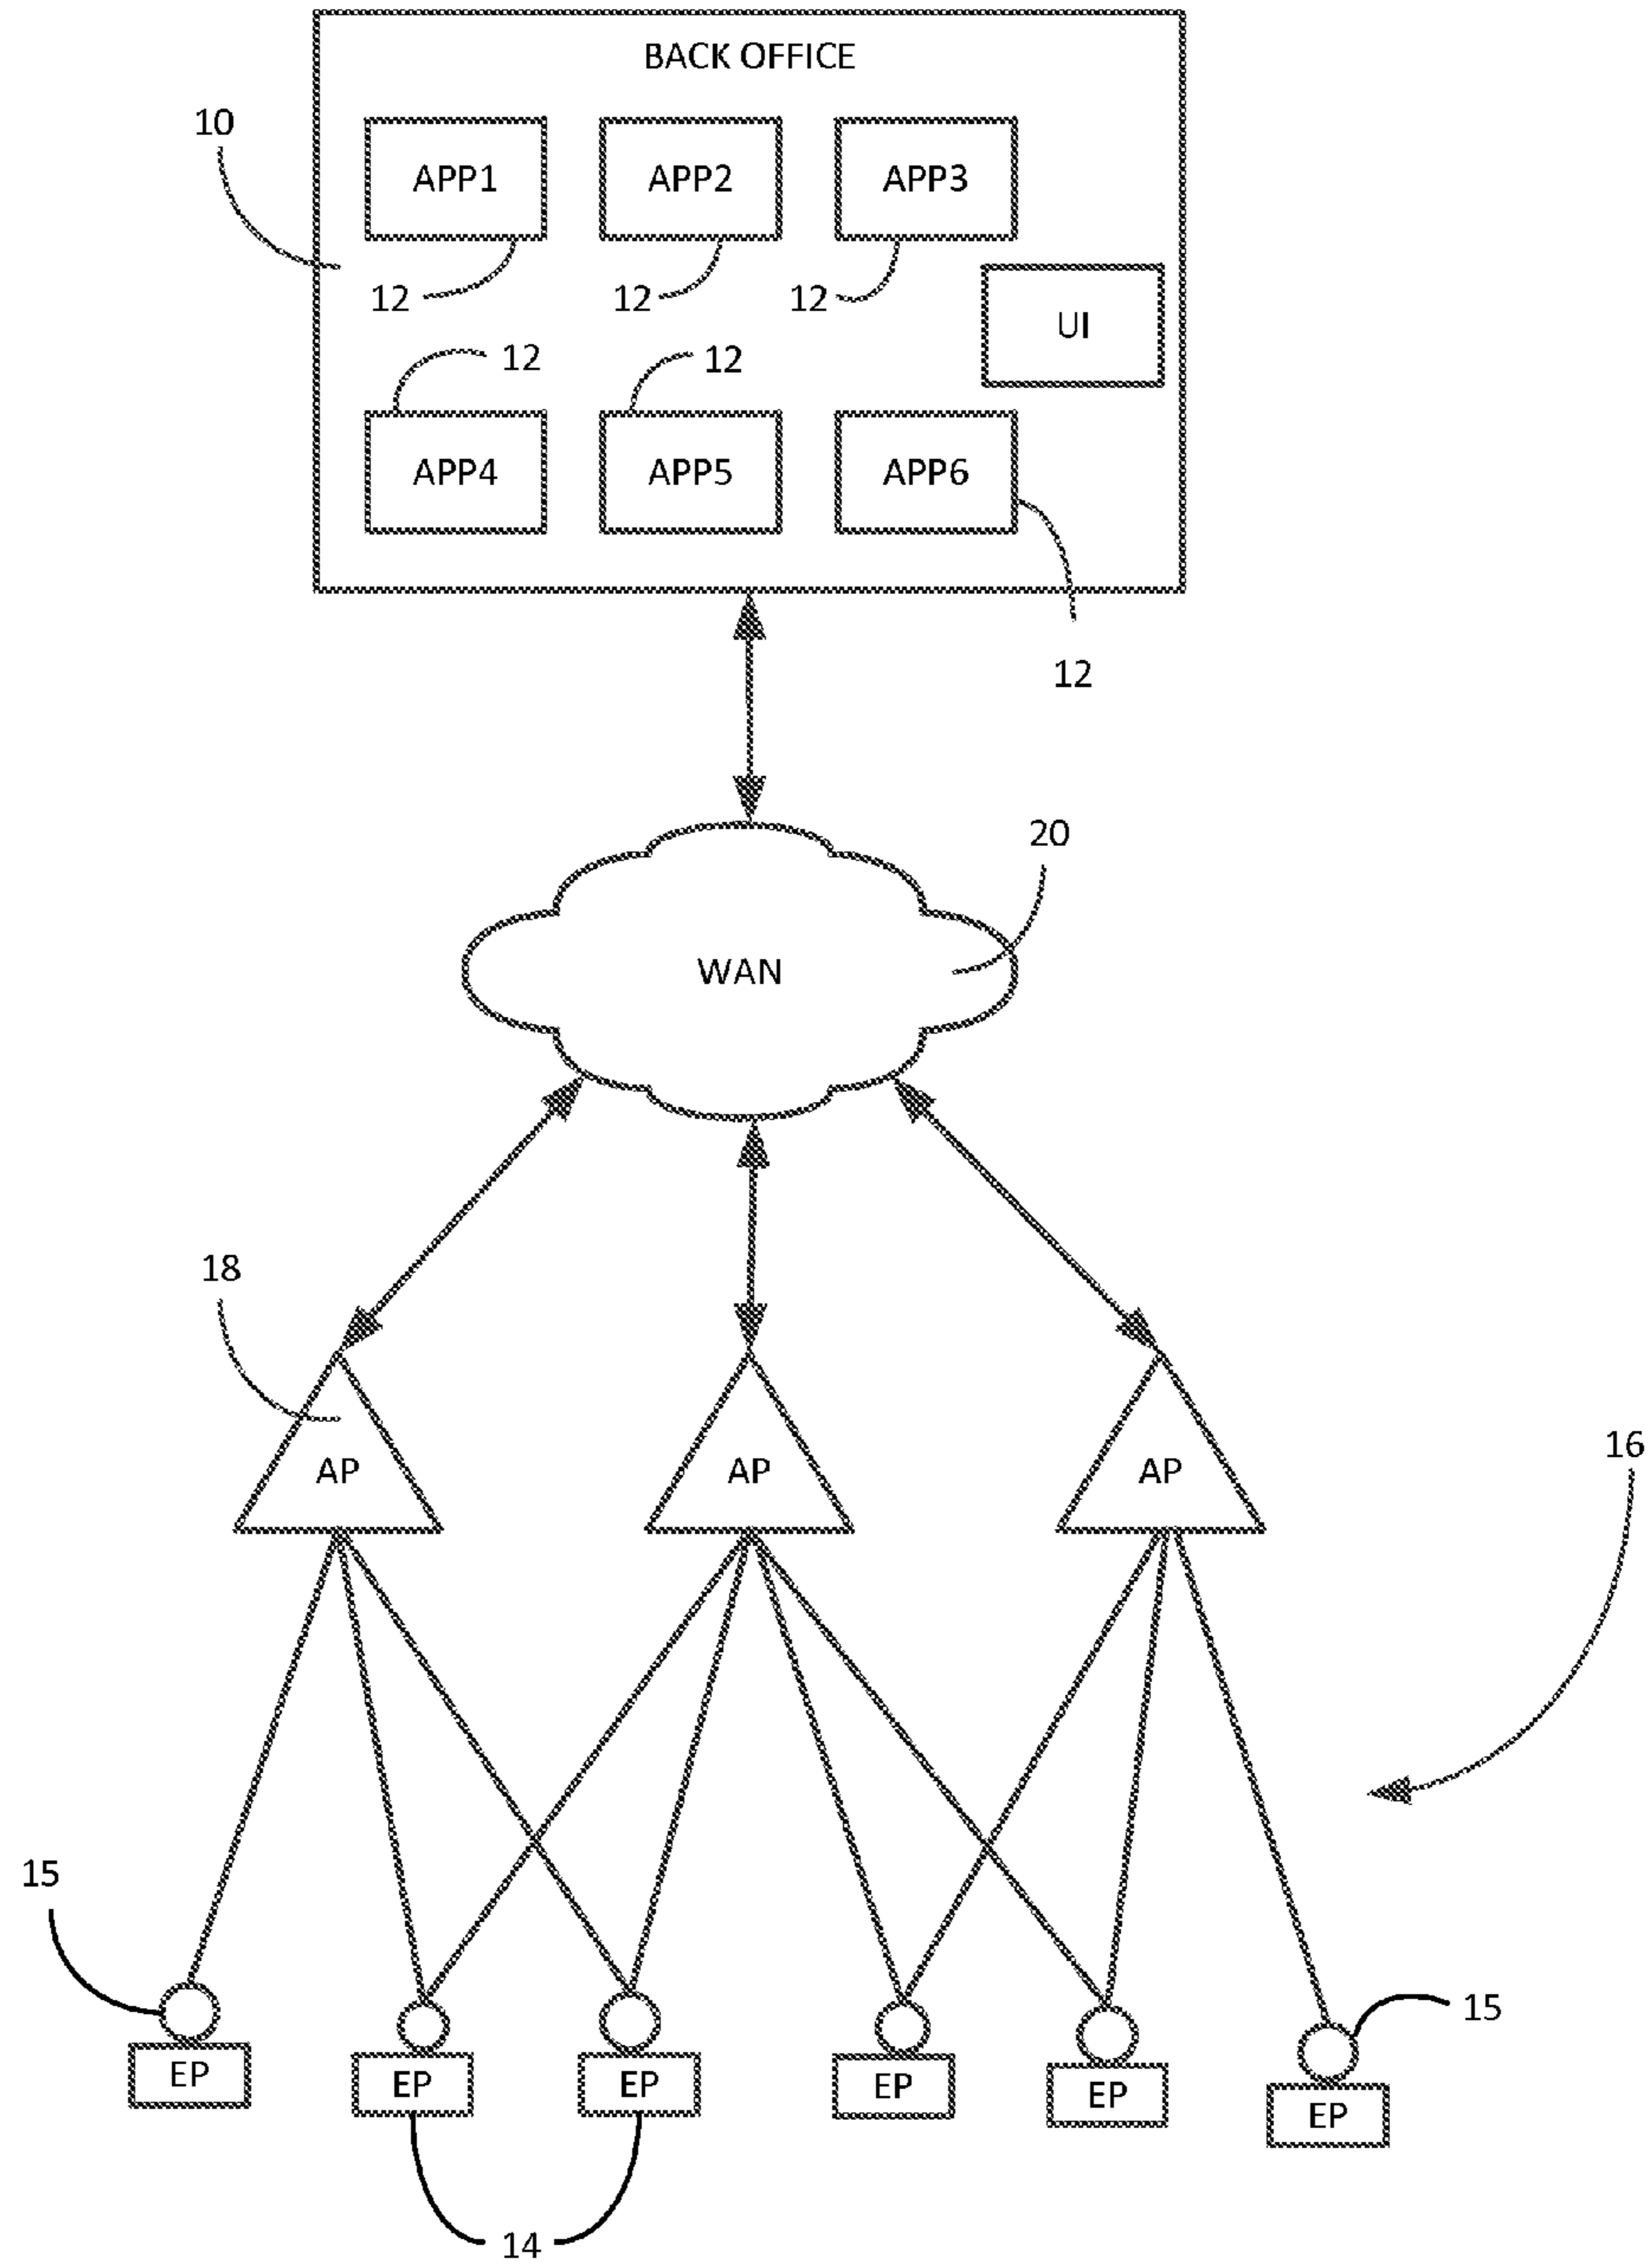 BACK OFFICE
10
APP1 APP2 APP3
12 12 12
UI
12 12
APP4 APP5 APP6
12
20
WAN
18
AP AP AP
16
15
15
EP EP EP EP EP EP
14